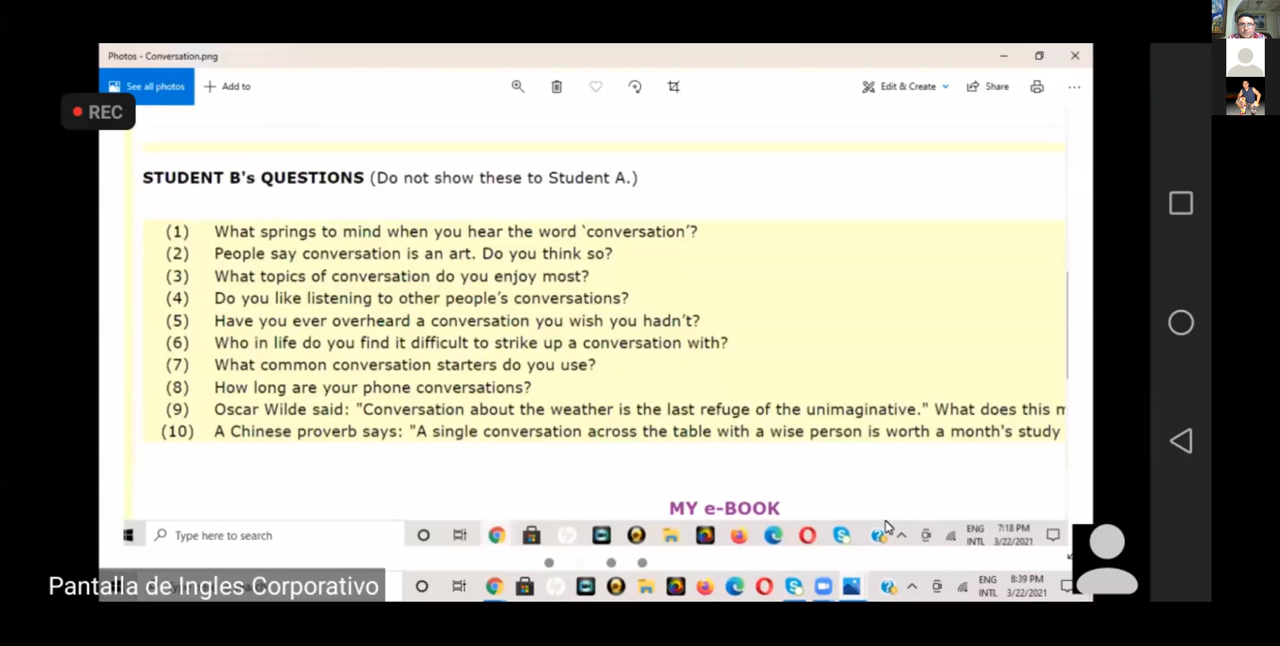 Photos - Conversation.png
See all photos
Add to
Edit & Create
Share
REC
STUDENT B's QUESTIONS (Do not show these to Student A.)
(1) What springs to mind when you hear the word 'conversation'?
(2) People say conversation is an art. Do you think so?
(3) What topics of conversation do you enjoy most?
(4) Do you like listening to other people's conversations?
(5) Have you ever overheard a conversation you wish you hadn't?
(6) Who in life do you find it difficult to strike up a conversation with?
(7) What common conversation starters do you use?
(8) How long are your phone conversations?
(9) Oscar Wilde said: "Conversation about the weather is the last refuge of the unimaginative." What does this m
(10) A Chinese proverb says: "A single conversation across the table with a wise person is worth a month's study
MY e-BOOK
Type here to search
ENG
INTL
7:18 PM
3/22/2021
Pantalla de Ingles Corporativo
ENG
INTL
8:39 PM
3/22/2021